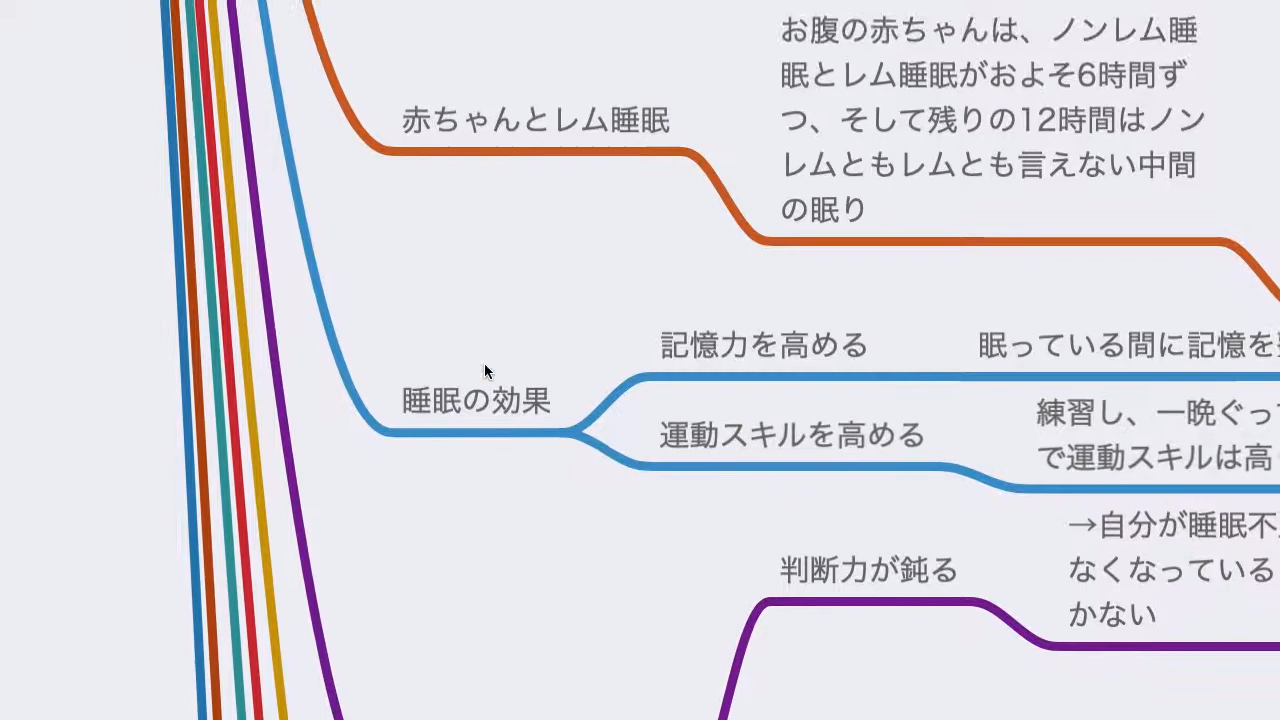 お腹の赤ちゃんは、ノンレム睡
眠とレム睡眠がおよそ6時間ず
つ、そして残りの12時間はノン
レムともレムとも言えない中間
の眠り
赤ちゃんとレム睡眠
記憶力を高める
眠っている間に記憶を
睡眠の効果
運動スキルを高める
練習し、一晩ぐっ
で運動スキルは高
→自分が睡眠不
なくなっている
かない
判断力が鈍る